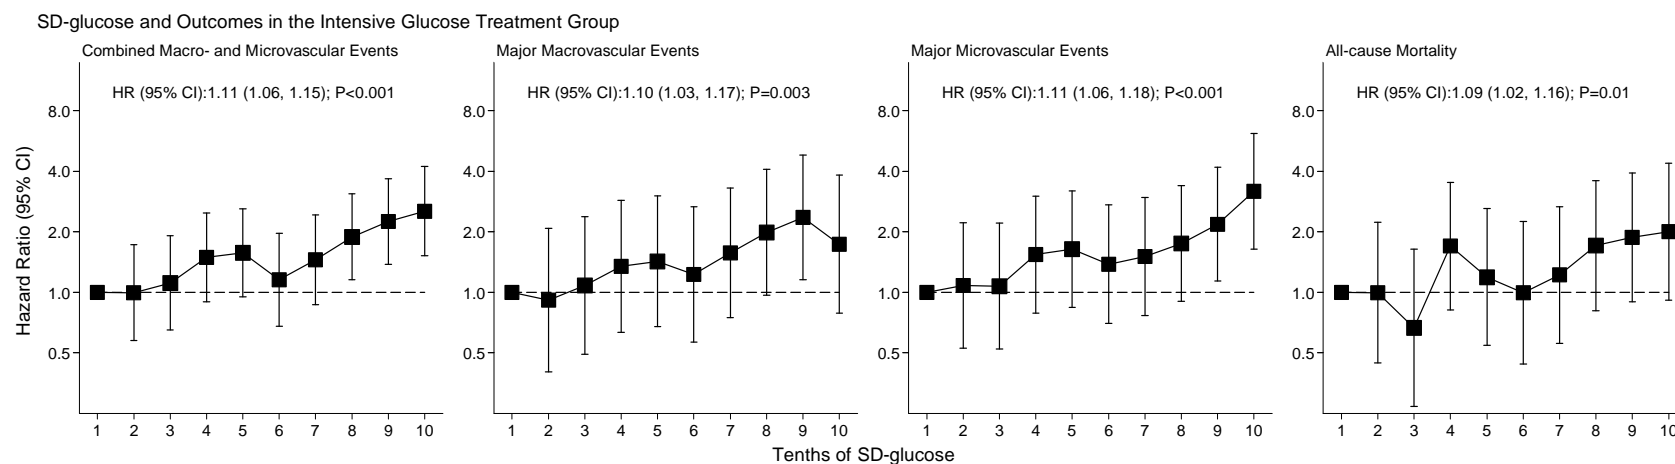 SD-glucose and Outcomes in the Intensive Glucose Treatment Group
Combined Macro- and Microvascular Events
Major Macrovascular Events
Major Microvascular Events
All-cause Mortality
HR (95% CI):1.11 (1.06, 1.15); P<0.001
HR (95% CI):1.10 (1.03, 1.17); P=0.003
HR (95% CI):1.11 (1.06, 1.18); P<0.001
HR (95% CI):1.09 (1.02, 1.16); P=0.01
Hazard Ratio (95% CI)
8.0 8.0 8.0 8.0
4.0 4.0 4.0 4.0
2.0 2.0 2.0 2.0
1.0 1.0 1.0 1.0
0.5 0.5 0.5 0.5
1 2 3 4 5 6 7 8 9 10 1 2 3 4 5 6 7 8 9 10 1 2 3 4 5 6 7 8 9 10 1 2 3 4 5 6 7 8 9 10
Tenths of SD-glucose